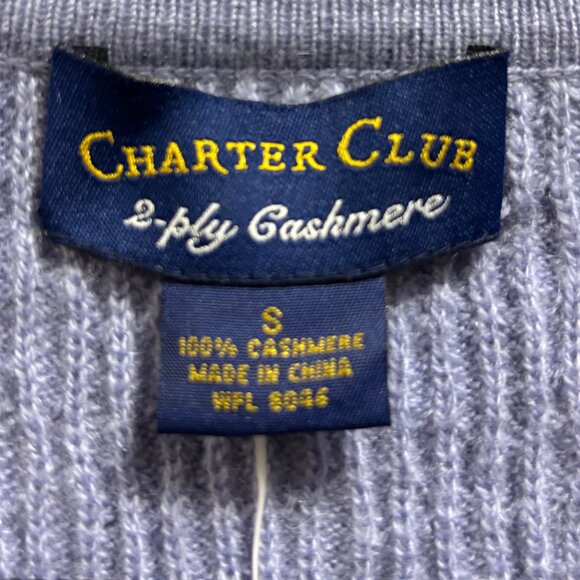 CHARTER CLUB
2-ply Cashmere
S
100% CASHMERE
MADE IN CHINA
WPL 8046